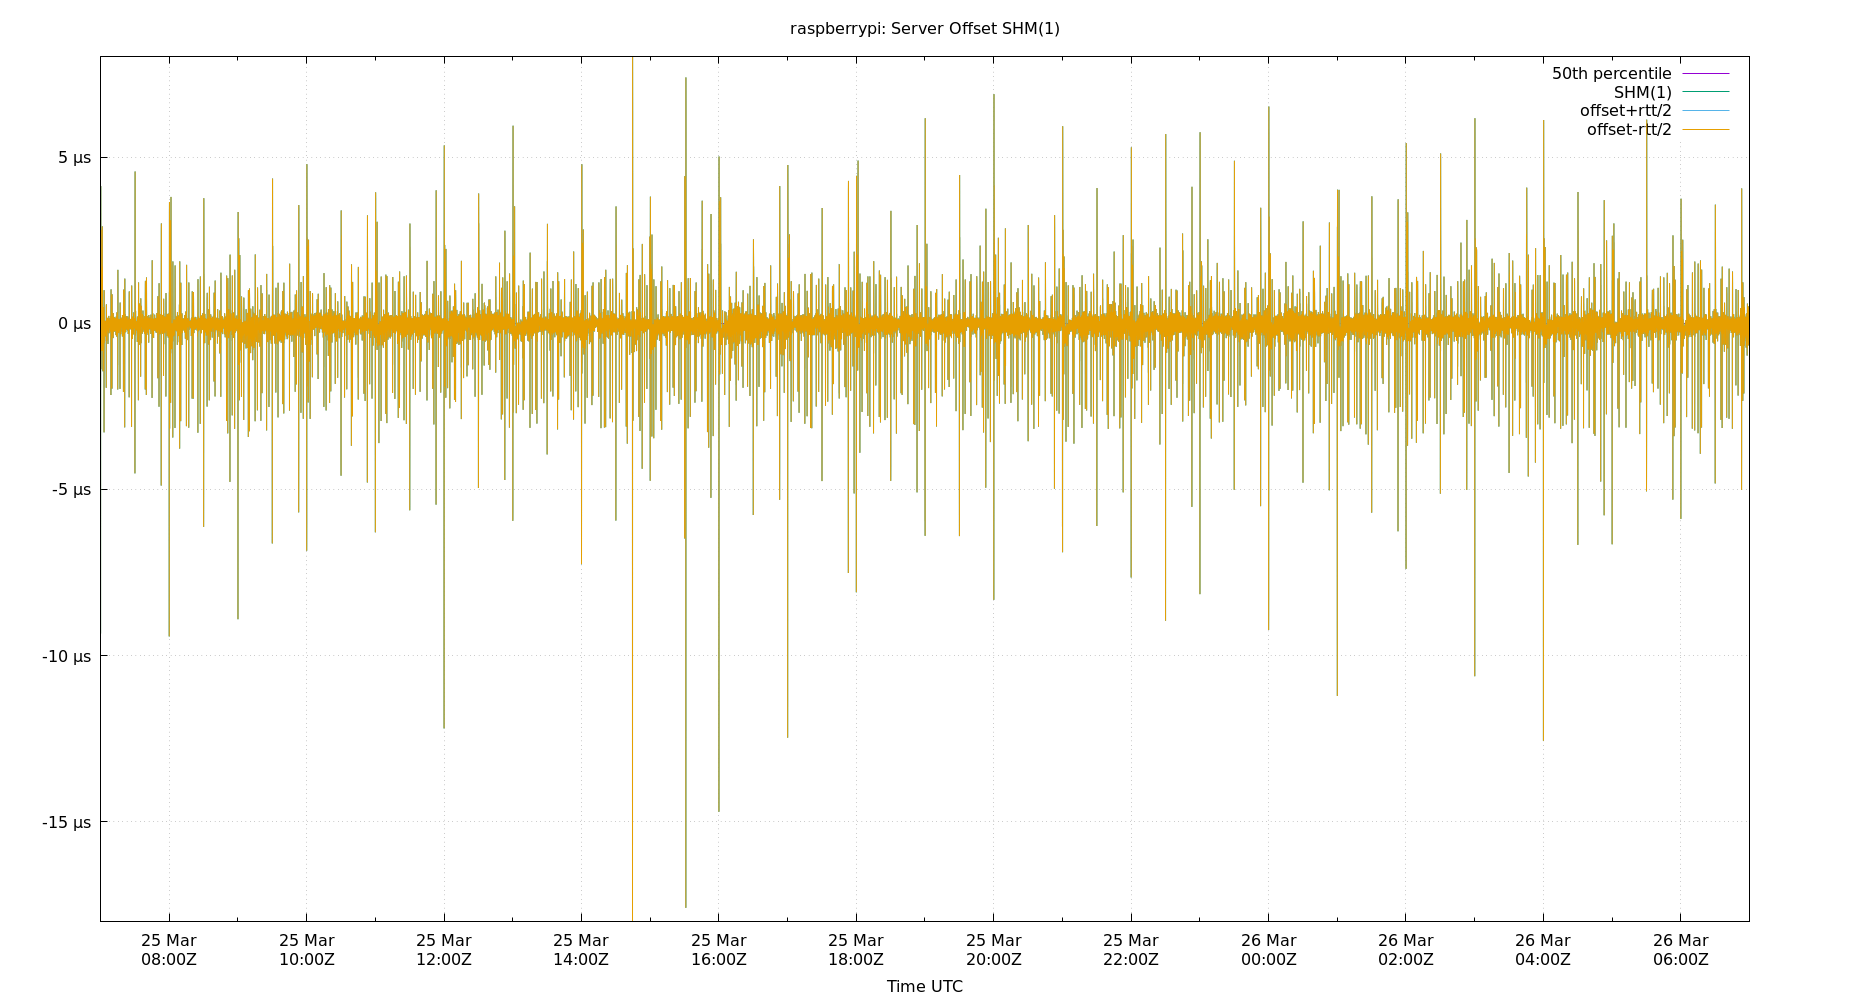 raspberrypi: Server Offset SHM(1)
50th percentile
SHM(1)
offset+rtt/2
offset-rtt/2
5 µs
0 µs
-5 µs
-10 µs
-15 µs
25 Mar 25 Mar 25 Mar 25 Mar 25 Mar 25 Mar 25 Mar 25 Mar 26 Mar 26 Mar 26 Mar 26 Mar
08:00Z 10:00Z 12:00Z 14:00Z 16:00Z 18:00Z 20:00Z 22:00Z 00:00Z 02:00Z 04:00Z 06:00Z
Time UTC